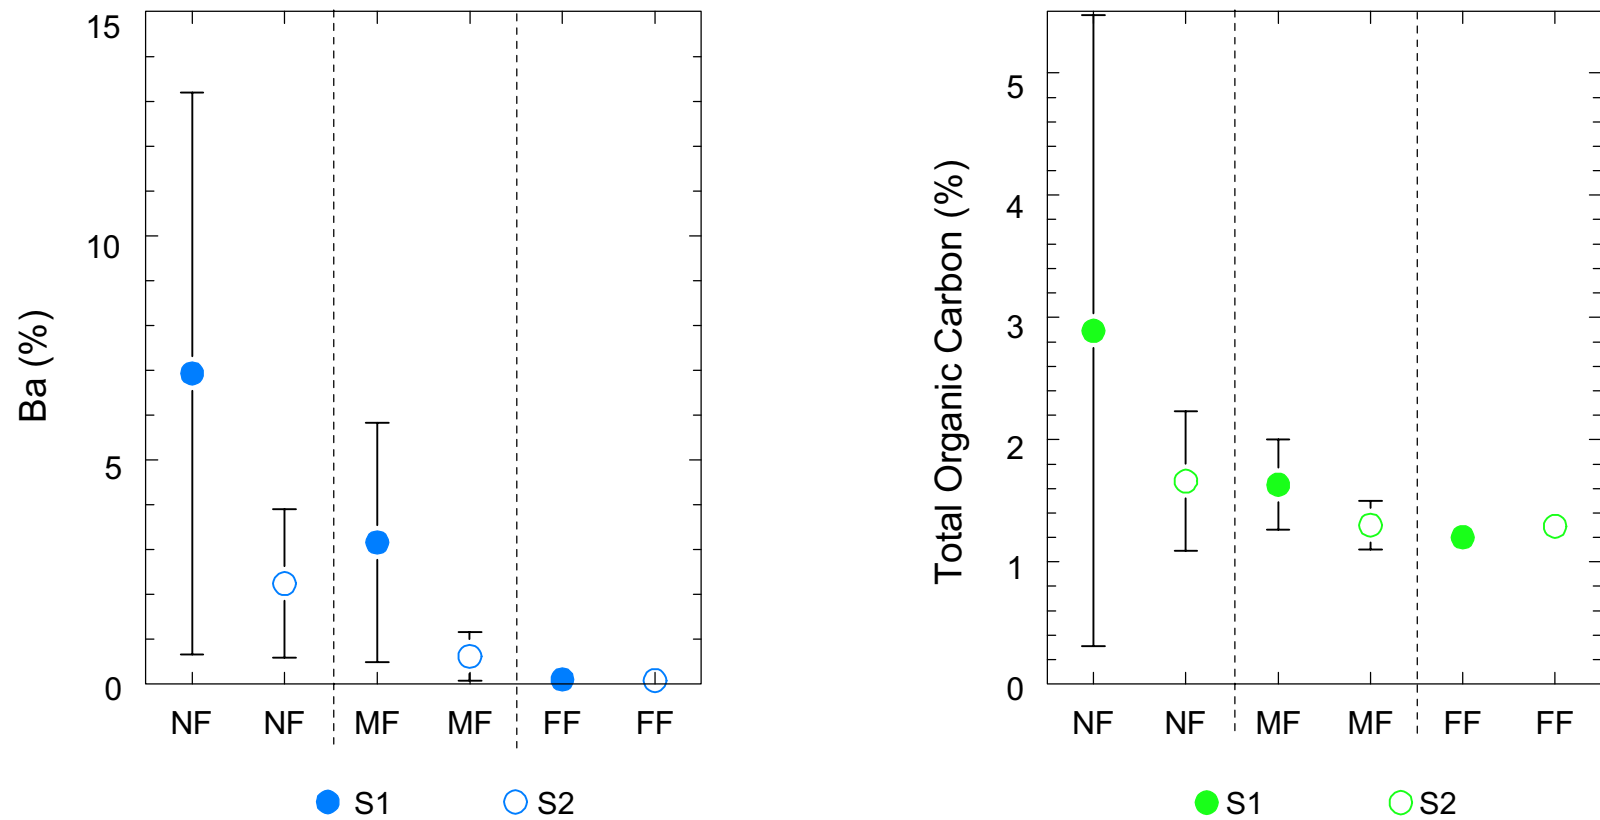 15
10
5
0
Ba (%)
NF NF MF MF FF FF
S1 S2
5
4
3
2
1
0
Total Organic Carbon (%)
NF NF MF MF FF FF
S1 S2